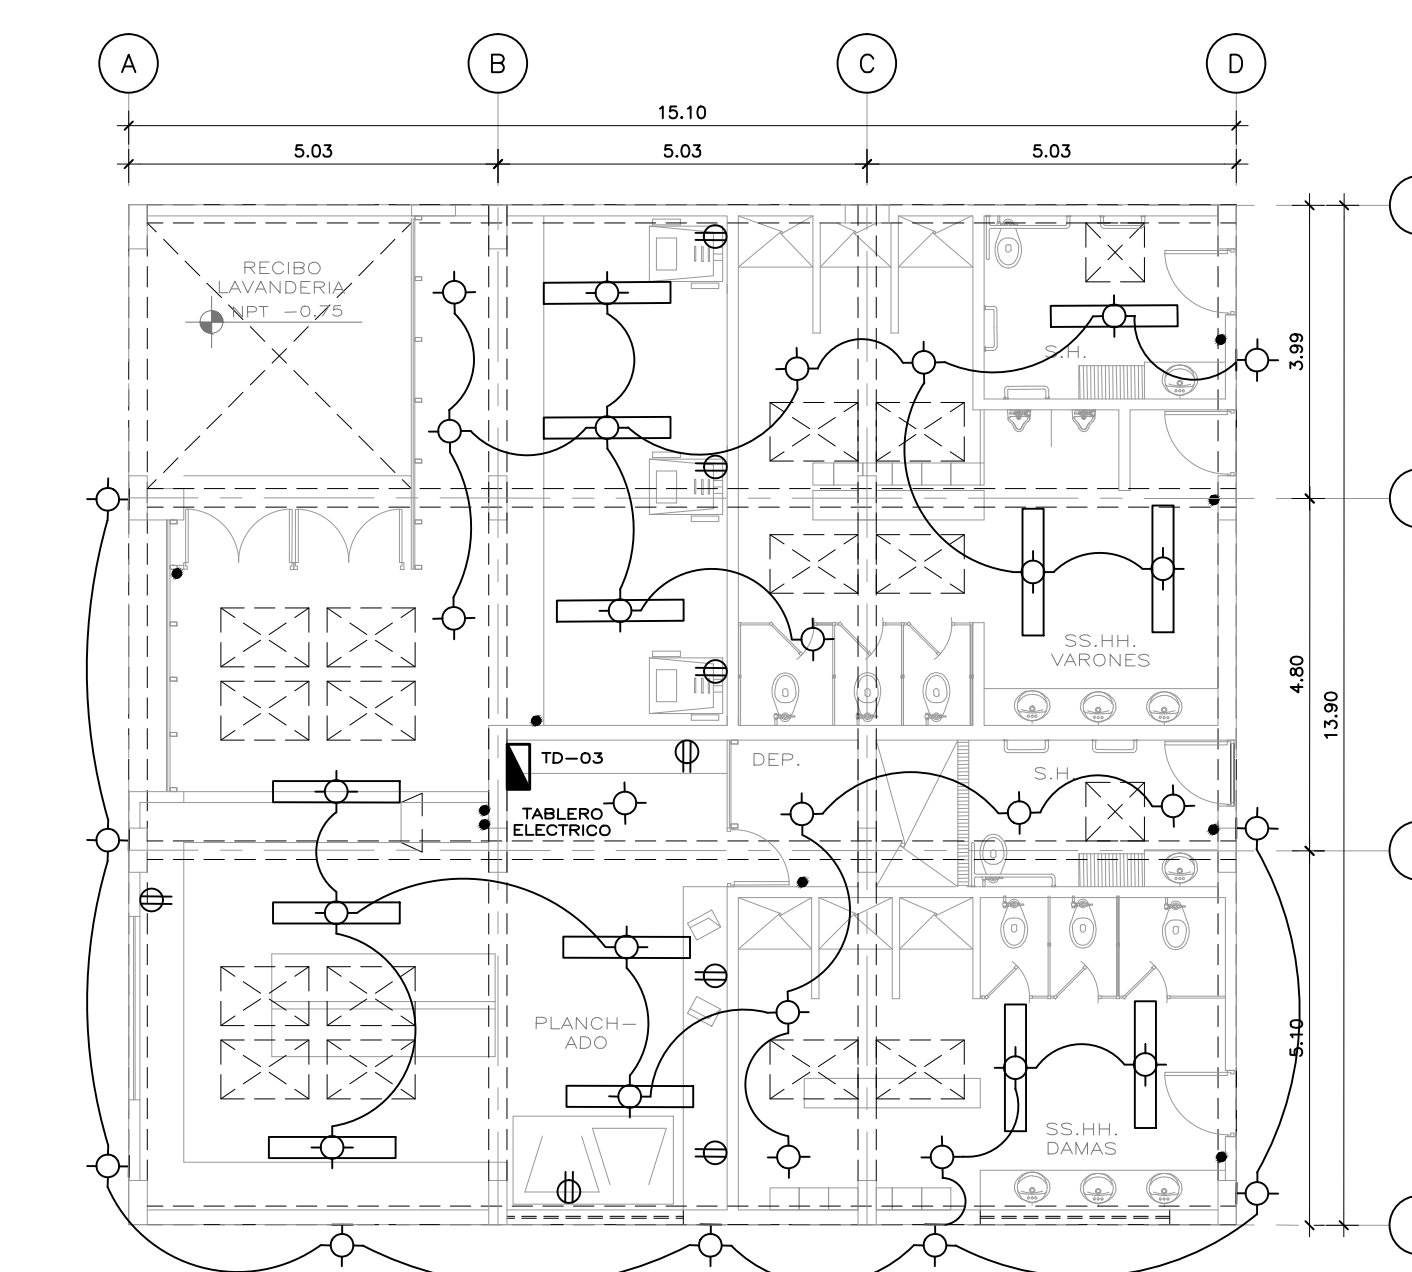 A
B
C
D
15.10
5.03
5.03
5.03
RECIBO
LAVANDERIA
NPT -0.75
S.H.
3.99
SS.HH.
VARONES
4.80
13.90
TD-03
DEP.
S.H.
TABLERO
ELECTRICO
PLANCH-
ADO
5.10
SS.HH.
DAMAS